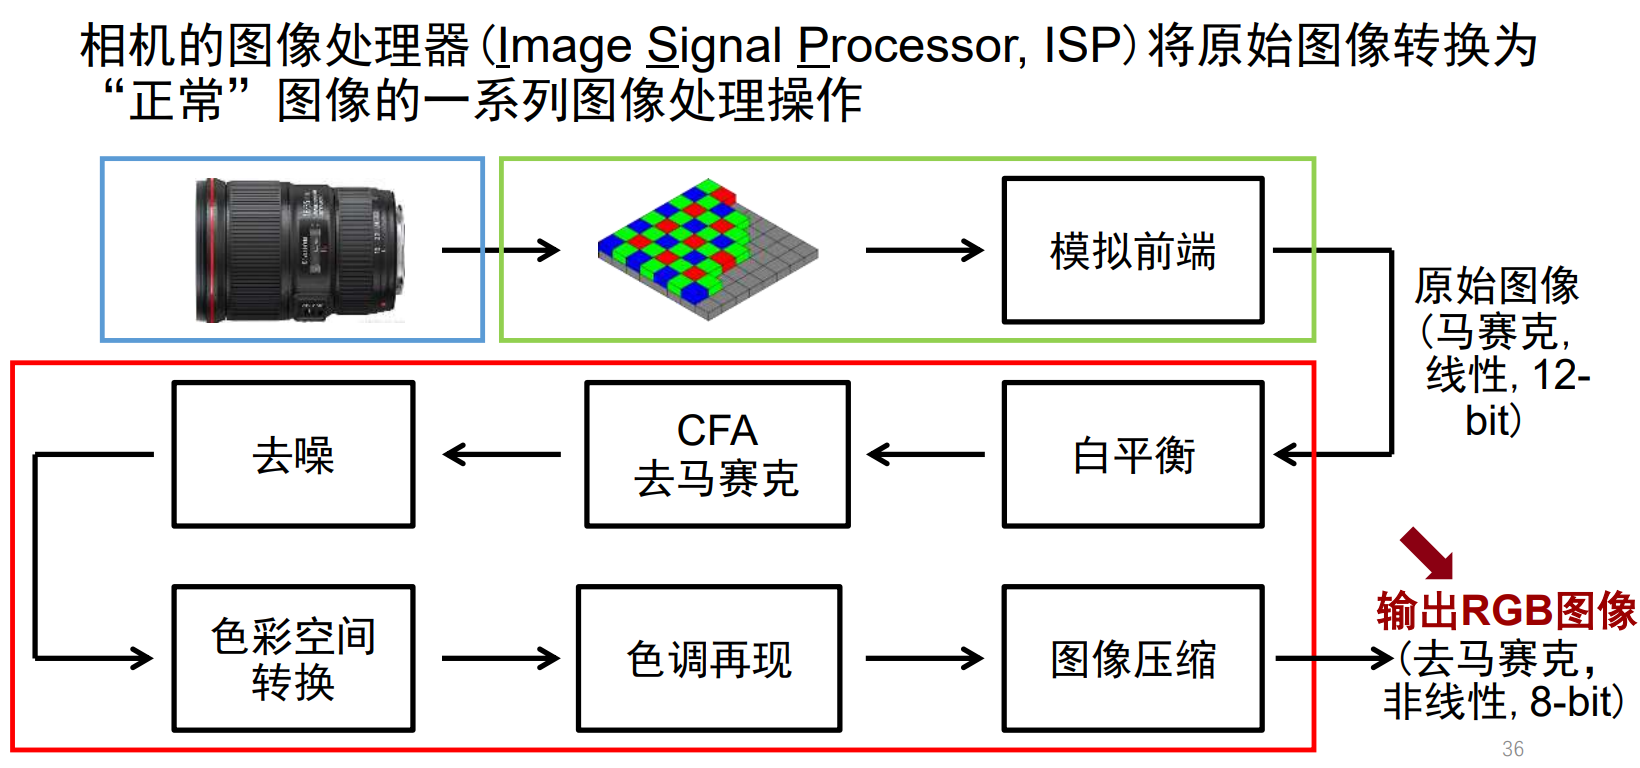 相机的图像处理器(Image Signal Processor, ISP)将原始图像转换为
“正常”图像的一系列图像处理操作
模拟前端
原始图像
(马赛克,
线性, 12-
bit)
白平衡
CFA
去马赛克
去噪
色彩空间
转换
色调再现
图像压缩
输出RGB图像
(去马赛克,
非线性, 8-bit)
36